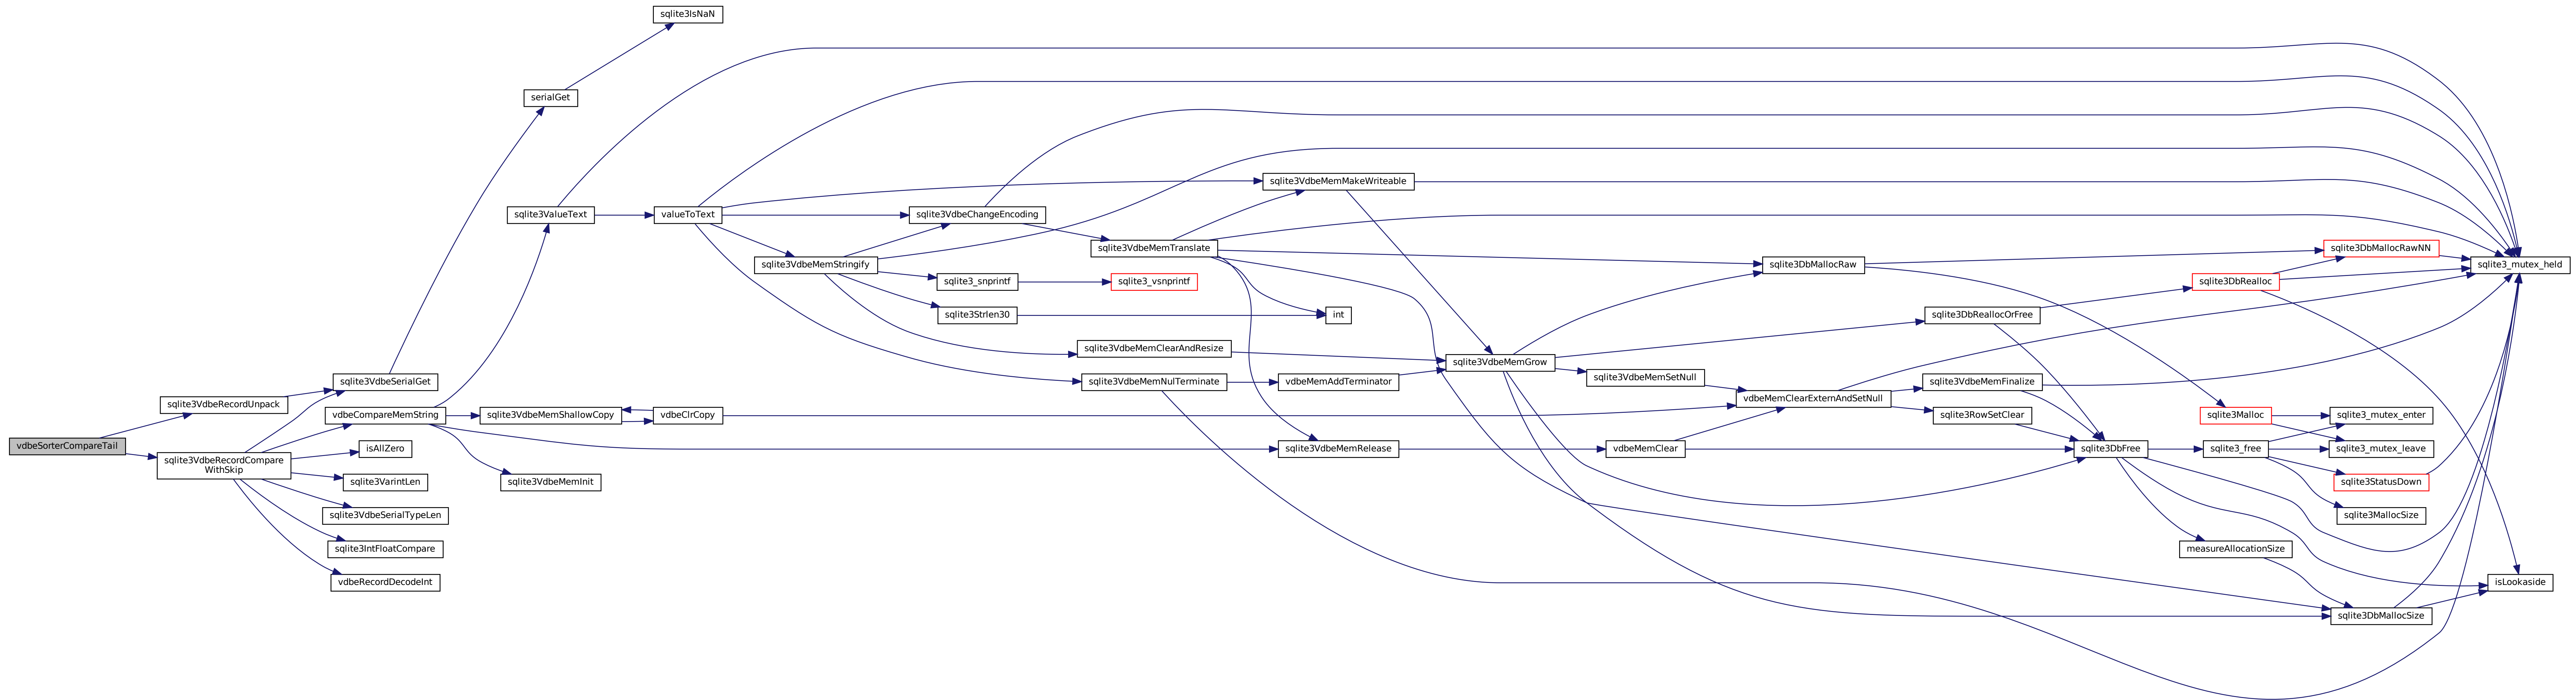 sqlite3IsNaN
serialGet
sqlite3VdbeMemMakeWriteable
sqlite3ValueText
valueToText
sqlite3VdbeChangeEncoding
sqlite3VdbeMemTranslate
sqlite3DbMallocRawNN
sqlite3VdbeMemStringify
sqlite3DbMallocRaw
sqlite3_mutex_held
sqlite3_snprintf
sqlite3_vsnprintf
sqlite3DbRealloc
sqlite3Strlen30
int
sqlite3DbReallocOrFree
sqlite3VdbeMemClearAndResize
sqlite3VdbeMemGrow
sqlite3VdbeSerialGet
sqlite3VdbeMemNulTerminate
vdbeMemAddTerminator
sqlite3VdbeMemSetNull
sqlite3VdbeMemFinalize
sqlite3VdbeRecordUnpack
vdbeMemClearExternAndSetNull
vdbeCompareMemString
sqlite3VdbeMemShallowCopy
vdbeClrCopy
sqlite3RowSetClear
sqlite3Malloc
sqlite3_mutex_enter
vdbeSorterCompareTail
isAllZero
sqlite3VdbeMemRelease
vdbeMemClear
sqlite3DbFree
sqlite3_free
sqlite3_mutex_leave
sqlite3VdbeRecordCompare
WithSkip
sqlite3VarintLen
sqlite3VdbeMemInit
sqlite3StatusDown
sqlite3VdbeSerialTypeLen
sqlite3MallocSize
sqlite3IntFloatCompare
measureAllocationSize
vdbeRecordDecodeInt
isLookaside
sqlite3DbMallocSize